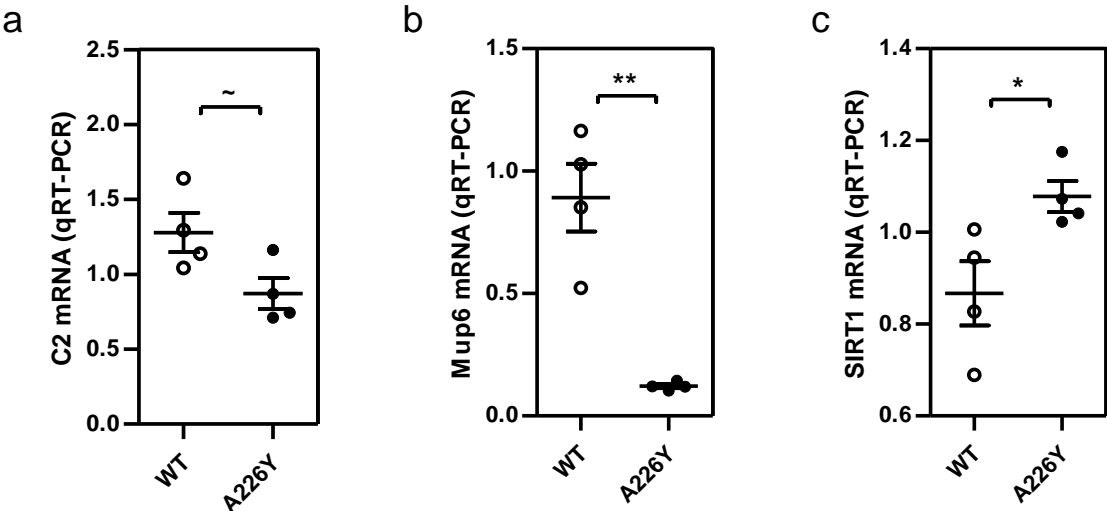 a
C2 mRNA (qRT-PCR)
2.5
2.0
1.5
1.0
0.5
0.0
~
WT
A226Y
b
Mup6 mRNA (qRT-PCR)
1.5
1.0
0.5
0.0
**
WT
A226Y
c
SIRT1 mRNA (qRT-PCR)
1.4
1.2
1.0
0.8
0.6
*
WT
A226Y